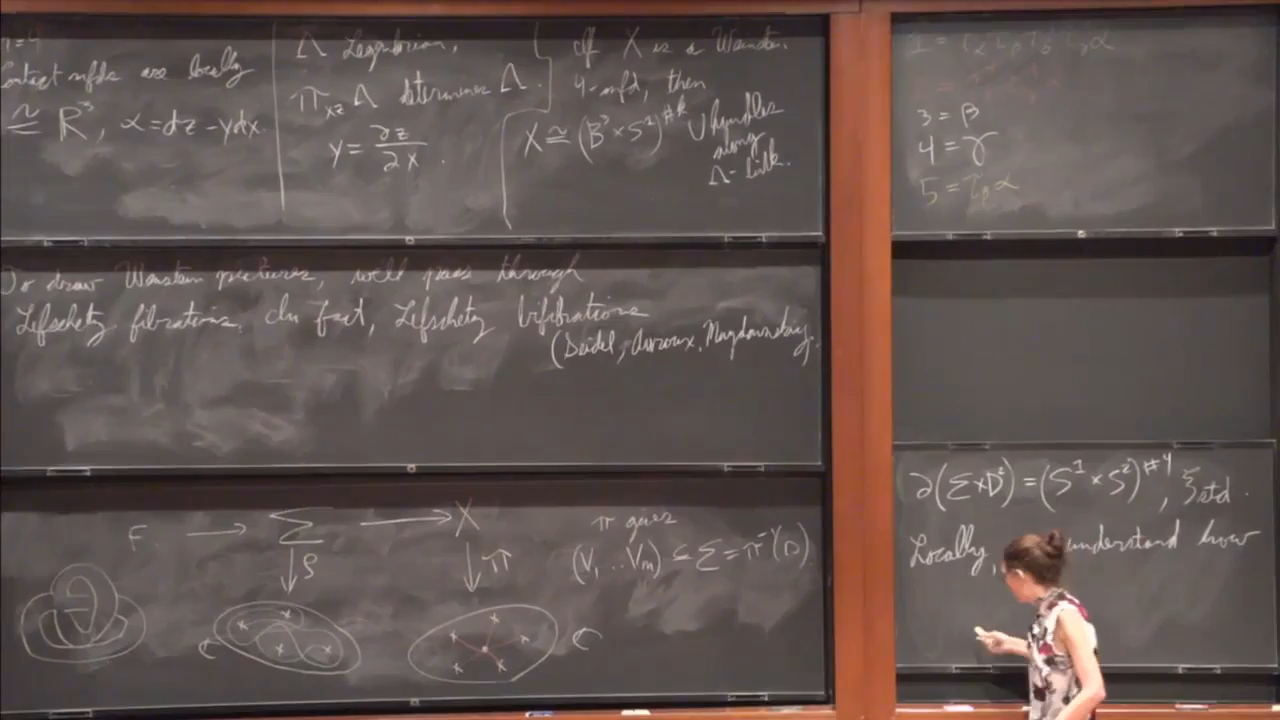 n=4
Contact mfds are locally
≅ R³, α=dz-ydx.
Λ Legendrian,
π_xz Λ determines Λ.
y = ∂z/∂x.
If X is a Weinstein
4-mfd, then
X ≅ (B³×S¹)^#k ∪ handles
along
Λ-link.
To draw Weinstein pictures, we'll pass through
Lefschetz fibrations. In fact, Lefschetz bifibrations
(Seidel, Auroux,
F. → Σ → X
↓ρ ↓π
C C
π gives
(V₁...Vm) ⊆ Σ=π⁻¹(0).
3=β
4=γ
5=τ_β α
∂(Σ×D²)=(S¹×S²)^#4, ξstd.
Locally, understand how